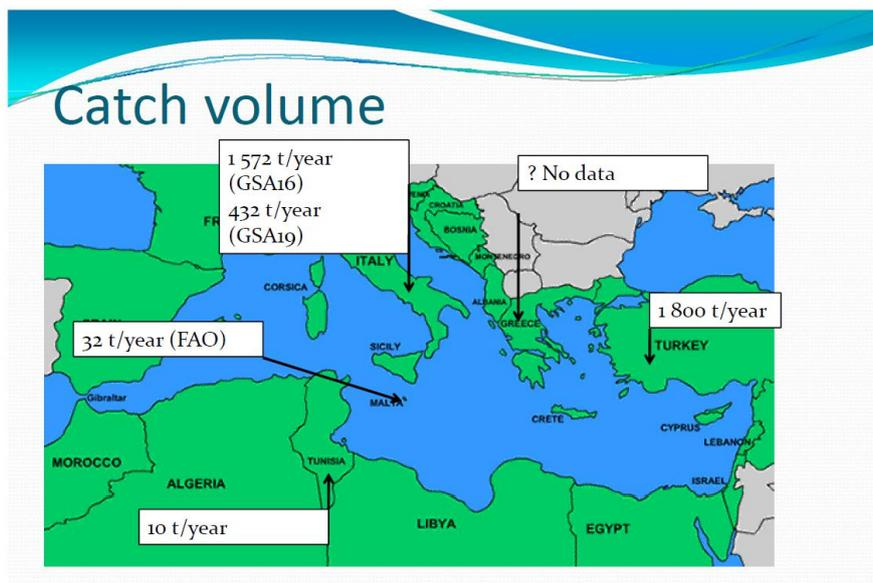 Catch volume
1 572 t/year
(GSA16)
432 t/year
(GSA19)
? No data
CROATIA
BOSNIA
MONTENEGRO
ITALY
CORSICA
ALBANIA
GREECE
1 800 t/year
TURKEY
32 t/year (FAO)
SICILY
MALTA
Gibraltar
CRETE
CYPRUS
LEBANON
MOROCCO
ALGERIA
TUNISIA
ISRAEL
10 t/year
LIBYA
EGYPT